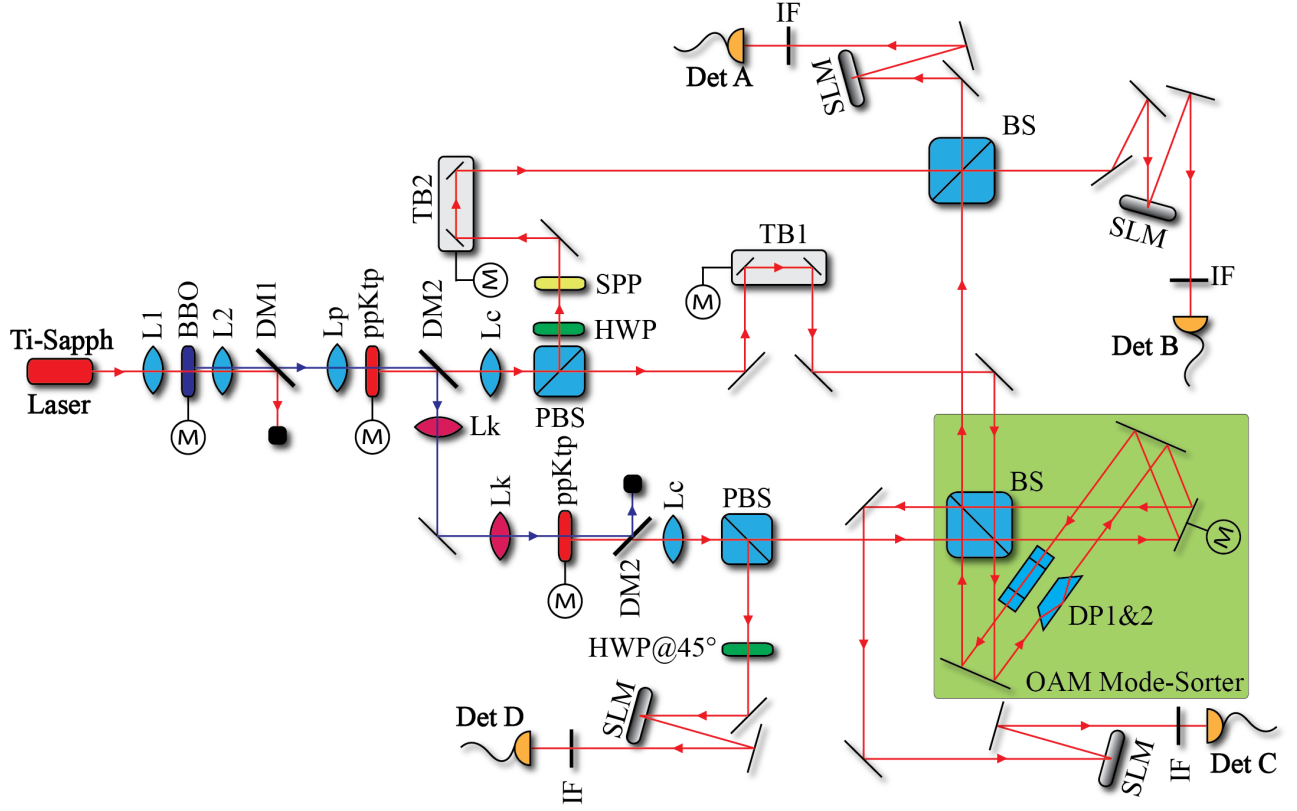 IF
Det A
SLM
BS
TB2
SLM
TB1
M
SPP
IF
M
HWP
Det B
L1
BBO
L2
DM1
Lp
ppKtp
DM2
Lc
Ti-Sapph
Laser
PBS
M
M
Lk
ppKtp
Lk
Lc
PBS
BS
M
M
DM2
DP1&2
HWP@45°
OAM Mode-Sorter
SLM
Det D
IF
SLM
IF
Det C